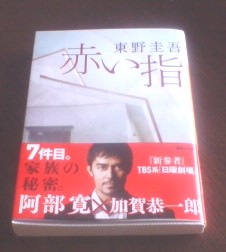 東野圭吾
赤い指
7件目。
家族の
秘密。
『新参者』
TBS系「日曜劇場」
阿部寛×加賀恭一郎